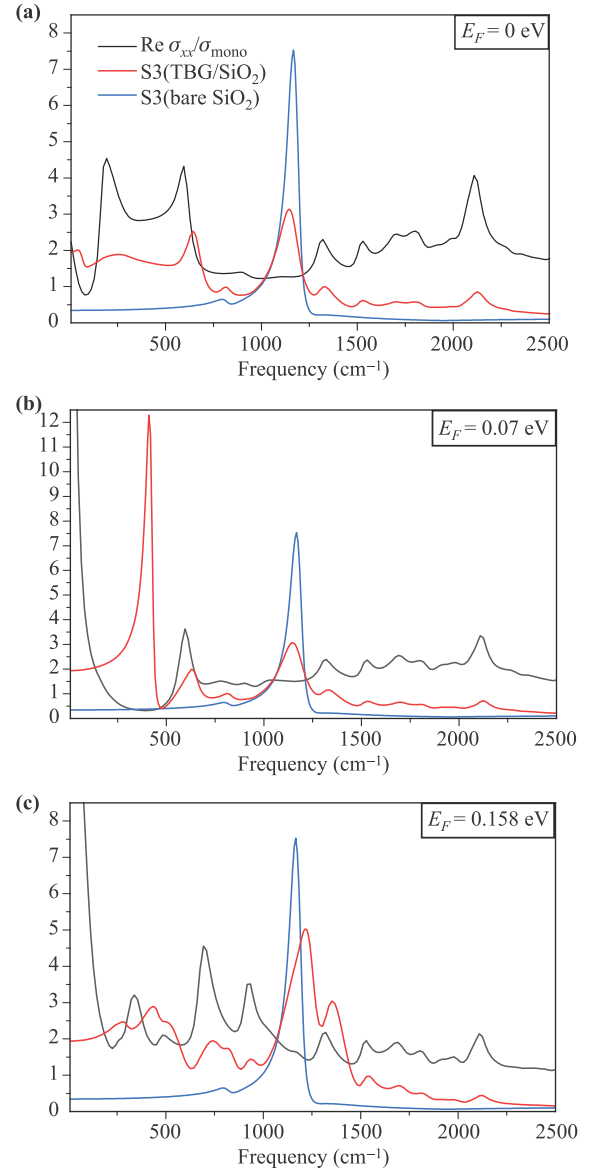 (a)
E_F = 0 eV
Re σ_xx/σ_mono
S3(TBG/SiO₂)
S3(bare SiO₂)
8
7
6
5
4
3
2
1
0
500 1000 1500 2000 2500
Frequency (cm⁻¹)
(b)
E_F = 0.07 eV
12
11
10
9
8
7
6
5
4
3
2
1
0
500 1000 1500 2000 2500
Frequency (cm⁻¹)
(c)
E_F = 0.158 eV
8
7
6
5
4
3
2
1
0
500 1000 1500 2000 2500
Frequency (cm⁻¹)